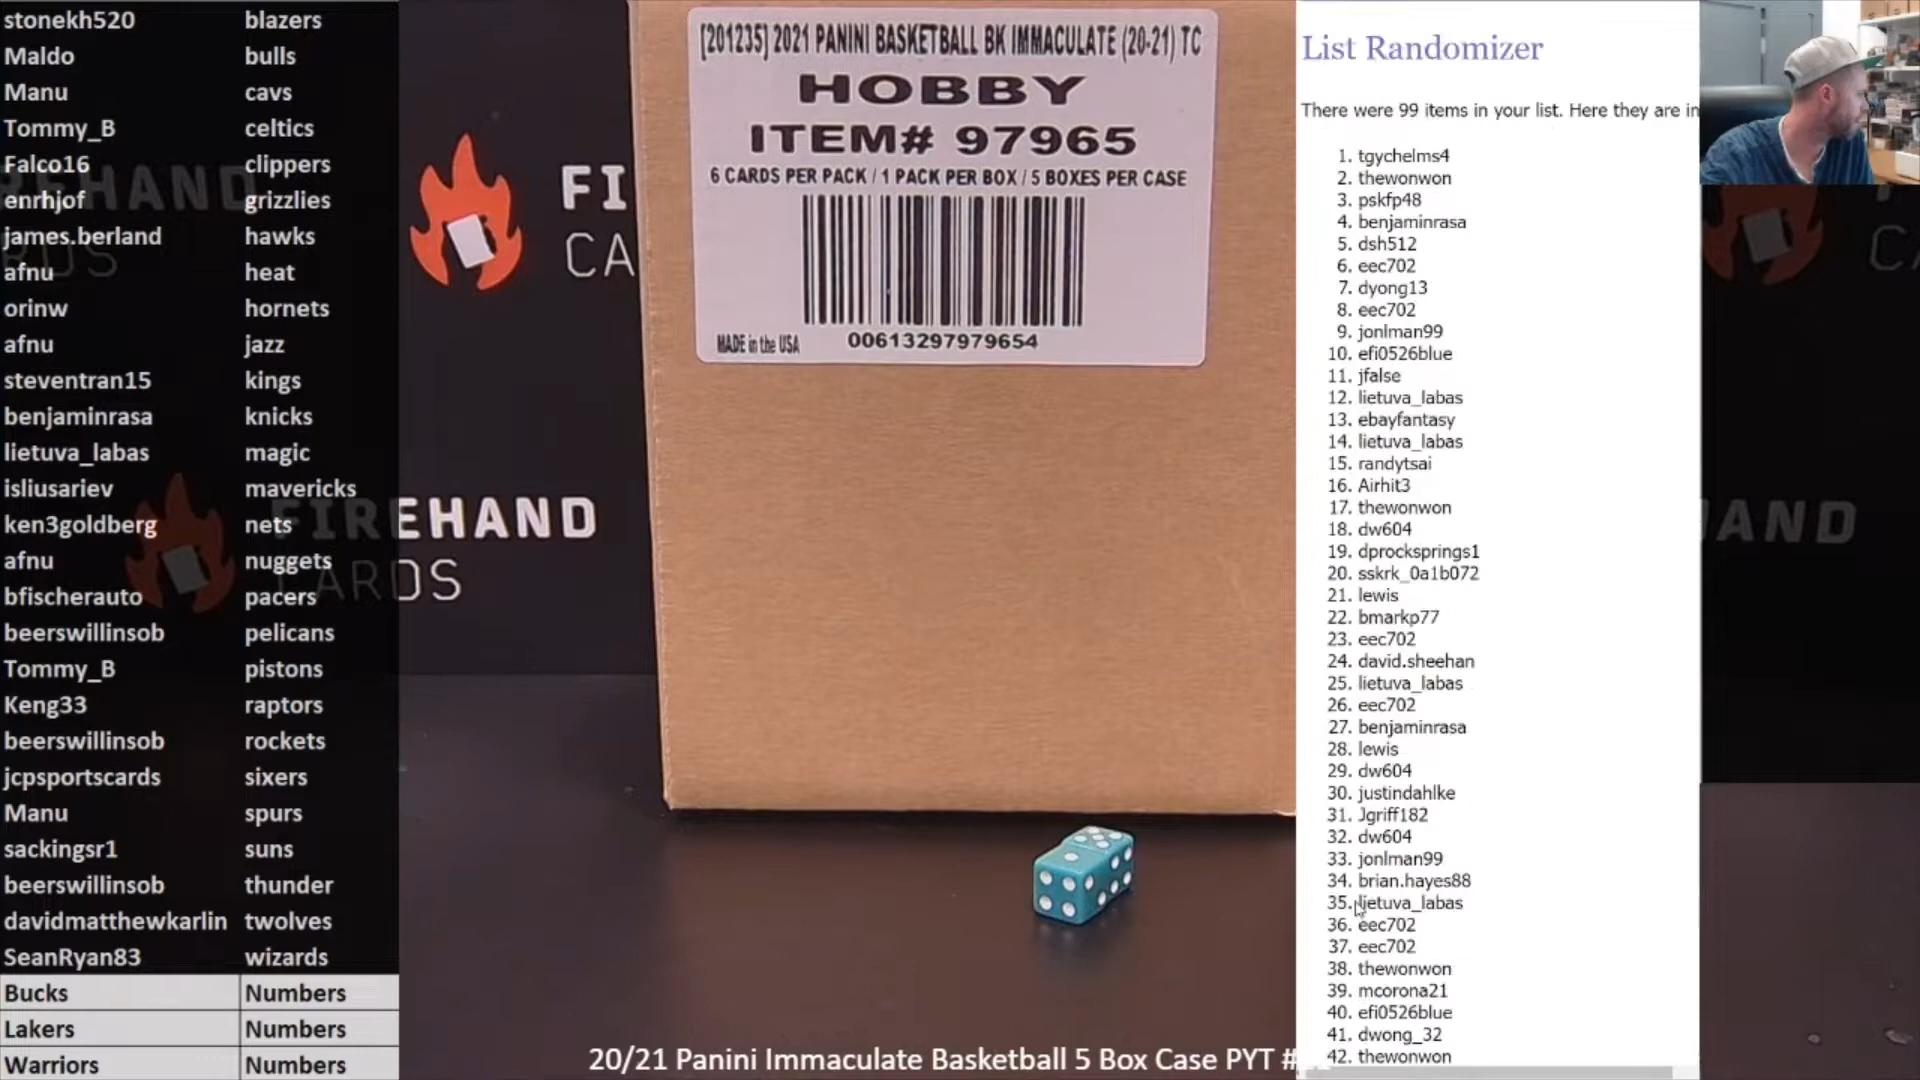 stonekh520 blazers
Maldo bulls
Manu cavs
Tommy_B celtics
Falco16 clippers
enrhjof grizzlies
james.berland hawks
afnu heat
orinw hornets
afnu jazz
steventran15 kings
benjaminrasa knicks
lietuva_labas magic
isliusariev mavericks
ken3goldberg nets
afnu nuggets
bfischerauto pacers
beerswillinsob pelicans
Tommy_B pistons
Keng33 raptors
beerswillinsob rockets
jcpsportscards sixers
Manu spurs
sackingsr1 suns
beerswillinsob thunder
davidmatthewkarlin twolves
SeanRyan83 wizards
Bucks Numbers
Lakers Numbers
Warriors Numbers
FIREHAND
CARDS
[201235] 2021 PANINI BASKETBALL BK IMMACULATE (20-21) TC
HOBBY
ITEM# 97965
6 CARDS PER PACK / 1 PACK PER BOX / 5 BOXES PER CASE
MADE in the USA 00613297979654
20/21 Panini Immaculate Basketball 5 Box Case PYT
List Randomizer
There were 99 items in your list. Here they are in
1. tgychelms4
2. thewonwon
3. pskfp48
4. benjaminrasa
5. dsh512
6. eec702
7. dyong13
8. eec702
9. jonlman99
10. efi0526blue
11. jfalse
12. lietuva_labas
13. ebayfantasy
14. lietuva_labas
15. randytsai
16. Airhit3
17. thewonwon
18. dw604
19. dprocksprings1
20. sskrk_0a1b072
21. lewis
22. bmarkp77
23. eec702
24. david.sheehan
25. lietuva_labas
26. eec702
27. benjaminrasa
28. lewis
29. dw604
30. justindahlke
31. Jgriff182
32. dw604
33. jonlman99
34. brian.hayes88
35. lietuva_labas
36. eec702
37. eec702
38. thewonwon
39. mcorona21
40. efi0526blue
41. dwong_32
42. thewonwon